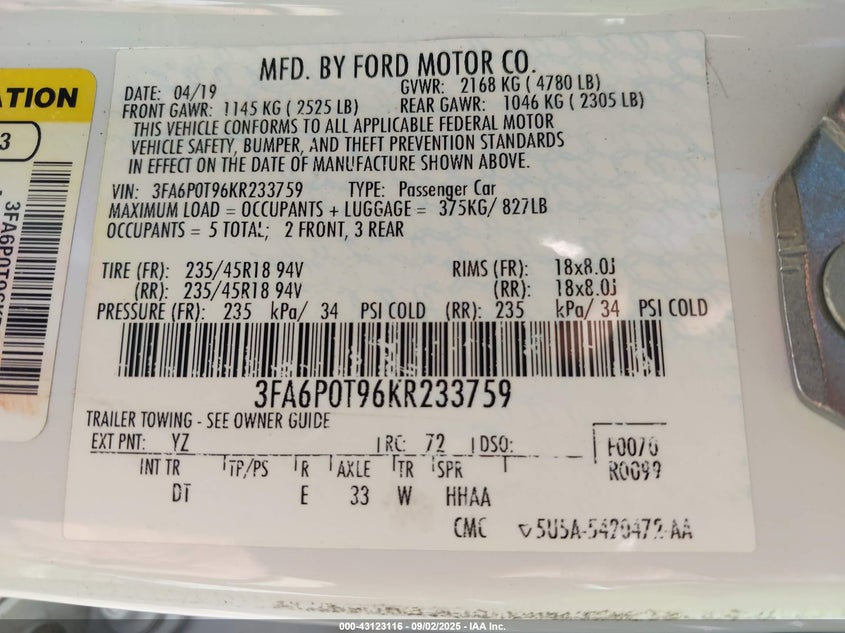 MFD. BY FORD MOTOR CO.
DATE: 04/19 GVWR: 2168 KG ( 4780 LB)
FRONT GAWR: 1145 KG ( 2525 LB) REAR GAWR: 1046 KG ( 2305 LB)
THIS VEHICLE CONFORMS TO ALL APPLICABLE FEDERAL MOTOR
VEHICLE SAFETY, BUMPER, AND THEFT PREVENTION STANDARDS
IN EFFECT ON THE DATE OF MANUFACTURE SHOWN ABOVE.
VIN: 3FA6P0T96KR233759 TYPE: Passenger Car
MAXIMUM LOAD = OCCUPANTS + LUGGAGE = 375KG/ 827LB
OCCUPANTS = 5 TOTAL; 2 FRONT, 3 REAR
TIRE (FR): 235/45R18 94V RIMS (FR): 18x8.0J
(RR): 235/45R18 94V (RR): 18x8.0J
PRESSURE (FR): 235 kPa/ 34 PSI COLD (RR): 235 kPa/ 34 PSI COLD
3FA6P0T96KR233759
TRAILER TOWING - SEE OWNER GUIDE
EXT PNT: YZ RC: 72 DSO:
F0070
R0099
INT TR TP/PS R AXLE TR SPR
DT E 33 W HHAA
CMC 5U5A-5420472-AA
ATION
3
000-43123116 - 09/02/2025 - IAA Inc.